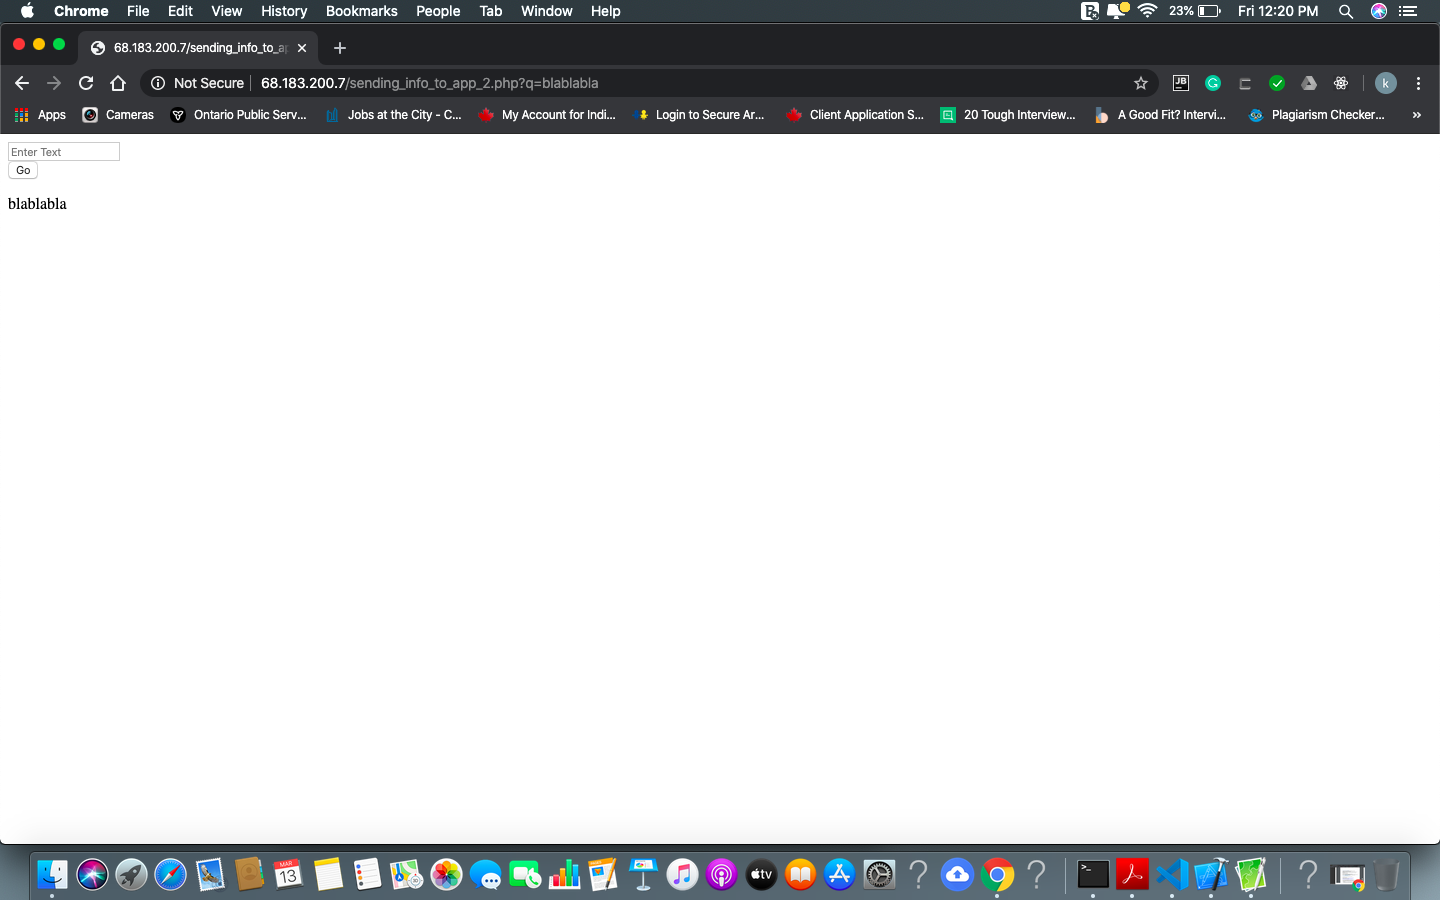 Chrome File Edit View History Bookmarks People Tab Window Help 23% Fri 12:20 PM
68.183.200.7/sending_info_to_a
Not Secure 68.183.200.7/sending_info_to_app_2.php?q=blablabla JB k
Apps Cameras Ontario Public Serv... Jobs at the City - C... My Account for Indi... Login to Secure Ar... Client Application S... 20 Tough Interview... A Good Fit? Intervi... Plagiarism Checker... »
Enter Text
Go
blablabla
MAR
13
tv